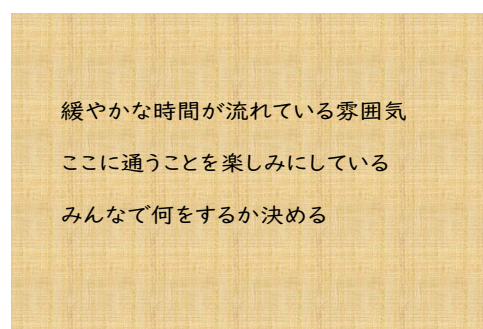 緩やかな時間が流れている雰囲気
ここに通うことを楽しみにしている
みんなで何をするか決める